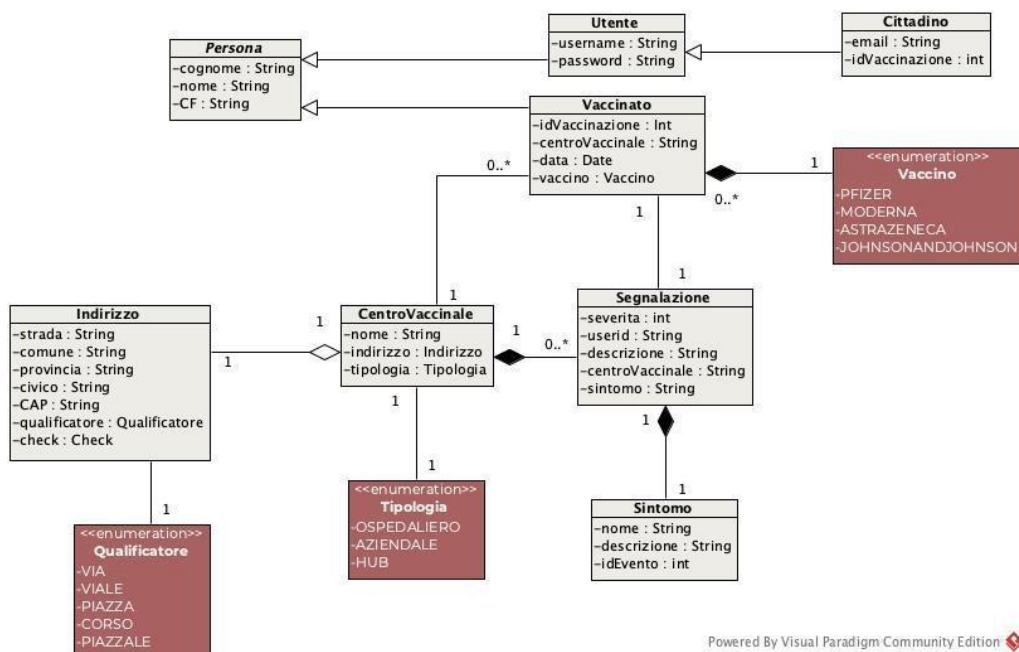 Persona
-cognome : String
-nome : String
-CF : String
Utente
-username : String
-password : String
Cittadino
-email : String
-idVaccinazione : int
Vaccinato
-idVaccinazione : Int
-centroVaccinale : String
-data : Date
-vaccino : Vaccino
0..*
1
0..*
<<enumeration>>
Vaccino
-PFIZER
-MODERNA
-ASTRAZENECA
-JOHNSONANDJOHNSON
1
1
1
Indirizzo
-strada : String
-comune : String
-provincia : String
-civico : String
-CAP : String
-qualificatore : Qualificatore
-check : Check
1
1
CentroVaccinale
-nome : String
-indirizzo : Indirizzo
-tipologia : Tipologia
1
0..*
Segnalazione
-severita : int
-userid : String
-descrizione : String
-centroVaccinale : String
-sintomo : String
1
1
1
1
1
<<enumeration>>
Qualificatore
-VIA
-VIALE
-PIAZZA
-CORSO
-PIAZZALE
<<enumeration>>
Tipologia
-OSPEDALIERO
-AZIENDALE
-HUB
Sintomo
-nome : String
-descrizione : String
-idEvento : int
Powered By Visual Paradigm Community Edition